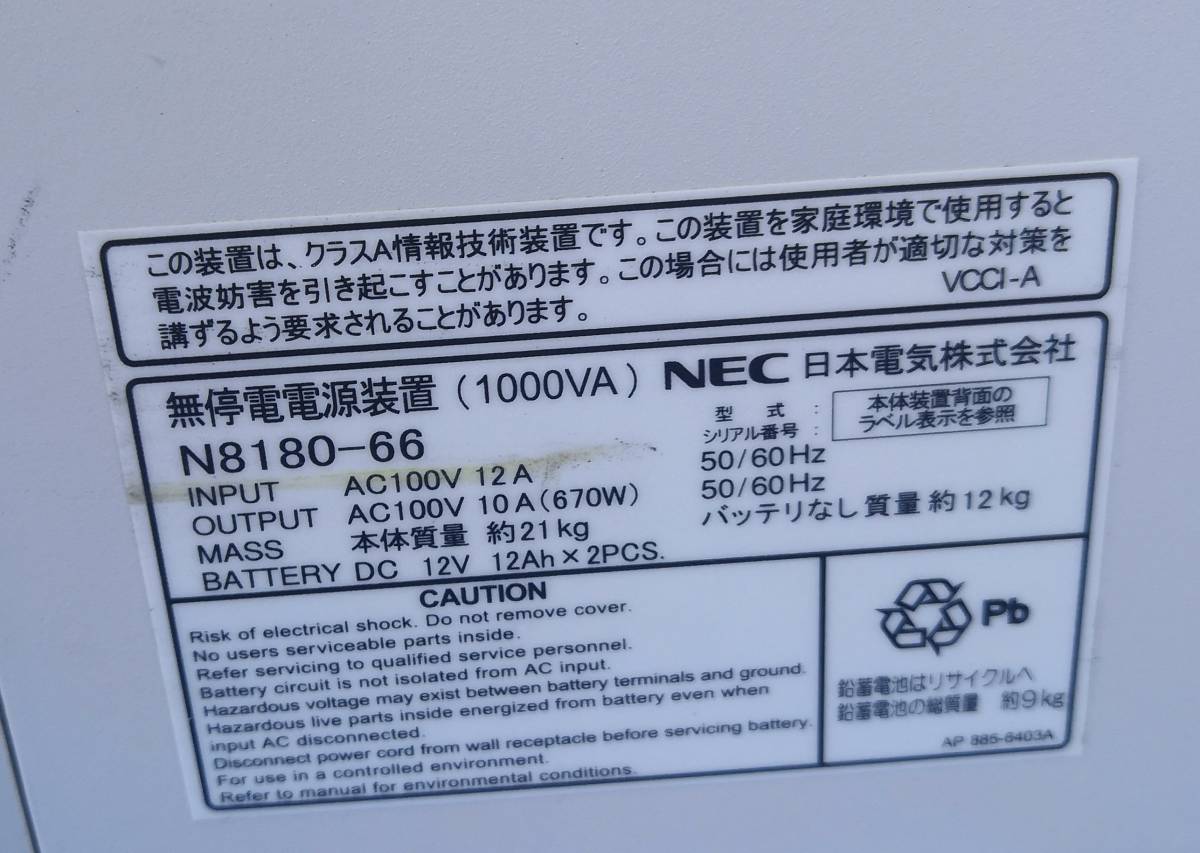 この装置は、クラスA情報技術装置です。この装置を家庭環境で使用すると
電波妨害を引き起こすことがあります。この場合には使用者が適切な対策を
講ずるよう要求されることがあります。
VCCI-A
無停電電源装置(1000VA) NEC 日本電気株式会社
N8180-66
型 式 :
シリアル番号 :
本体装置背面の
ラベル表示を参照
INPUT AC100V 12A 50/60Hz
OUTPUT AC100V 10A(670W) 50/60Hz
MASS 本体質量 約21kg バッテリなし質量 約12kg
BATTERY DC 12V 12Ah×2PCS.
CAUTION
Risk of electrical shock. Do not remove cover.
No users serviceable parts inside.
Refer servicing to qualified service personnel.
Battery circuit is not isolated from AC input.
Hazardous voltage may exist between battery terminals and ground.
Hazardous live parts inside energized from battery even when
input AC disconnected.
Disconnect power cord from wall receptacle before servicing battery.
For use in a controlled environment.
Refer to manual for environmental conditions.
Pb
鉛蓄電池はリサイクルへ
鉛蓄電池の総質量 約9kg
AP 885-6403A